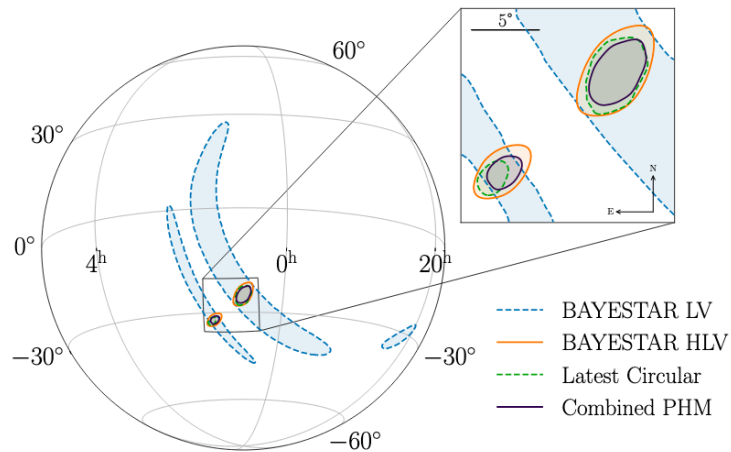 60°
5°
30°
N
E
0°
4ʰ
0ʰ
20ʰ
−30°
−30°
−60°
BAYESTAR LV
BAYESTAR HLV
Latest Circular
Combined PHM